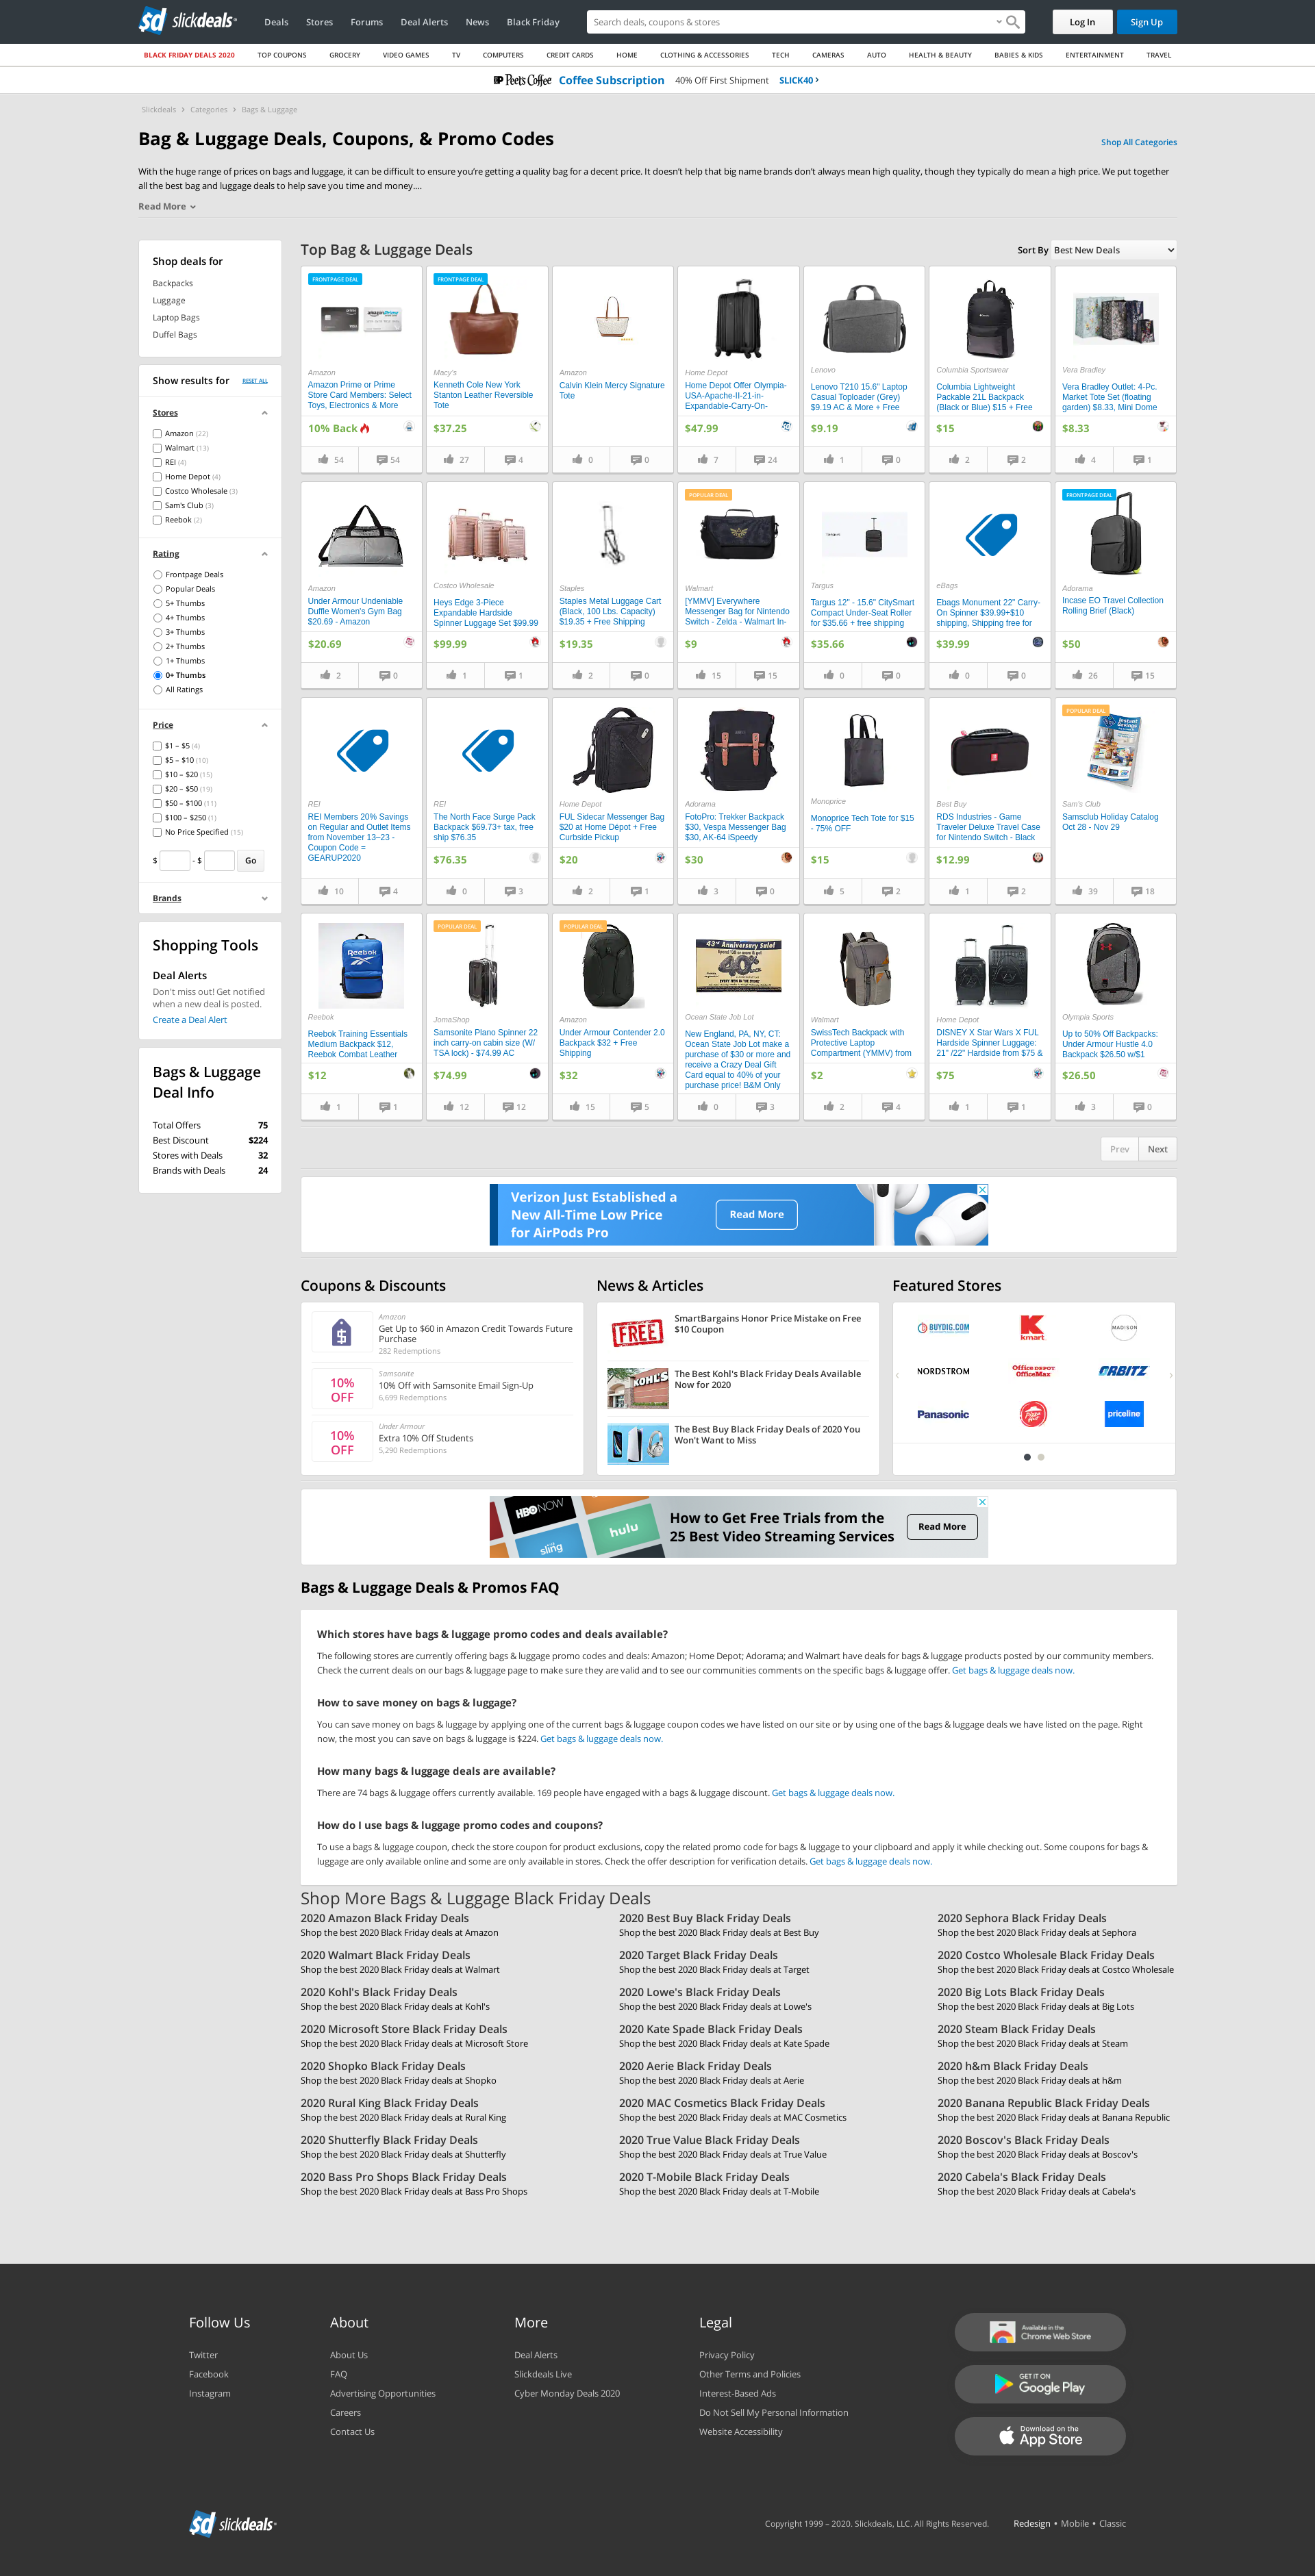 slickdeals
Deals
Stores
Forums
Deal Alerts
News
Black Friday
Search deals, coupons & stores
Log In
Sign Up
BLACK FRIDAY DEALS 2020
TOP COUPONS
GROCERY
VIDEO GAMES
TV
COMPUTERS
CREDIT CARDS
HOME
CLOTHING & ACCESSORIES
TECH
CAMERAS
AUTO
HEALTH & BEAUTY
BABIES & KIDS
ENTERTAINMENT
TRAVEL
Peet's Coffee Coffee Subscription 40% Off First Shipment SLICK40
Slickdeals > Categories > Bags & Luggage
Bag & Luggage Deals, Coupons, & Promo Codes
Shop All Categories
With the huge range of prices on bags and luggage, it can be difficult to ensure you're getting a quality bag for a decent price. It doesn't help that big name brands don't always mean high quality, though they typically do mean a high price. We put together
all the best bag and luggage deals to help save you time and money....
Read More
Shop deals for
Backpacks
Luggage
Laptop Bags
Duffel Bags
Show results for
RESET ALL
Stores
Amazon (22)
Walmart (13)
REI (4)
Home Depot (4)
Costco Wholesale (3)
Sam's Club (3)
Reebok (2)
Rating
Frontpage Deals
Popular Deals
5+ Thumbs
4+ Thumbs
3+ Thumbs
2+ Thumbs
1+ Thumbs
0+ Thumbs
All Ratings
Price
$1 – $5 (4)
$5 – $10 (10)
$10 – $20 (15)
$20 – $50 (19)
$50 – $100 (11)
$100 – $250 (1)
No Price Specified (15)
$ - $ Go
Brands
Shopping Tools
Deal Alerts
Don't miss out! Get notified
when a new deal is posted.
Create a Deal Alert
Bags & Luggage
Deal Info
Total Offers 75
Best Discount $224
Stores with Deals 32
Brands with Deals 24
Top Bag & Luggage Deals
Sort By Best New Deals
FRONTPAGE DEAL
Amazon
Amazon Prime or Prime
Store Card Members: Select
Toys, Electronics & More
10% Back
54 54
FRONTPAGE DEAL
Macy's
Kenneth Cole New York
Stanton Leather Reversible
Tote
$37.25
27 4
Amazon
Calvin Klein Mercy Signature
Tote
0 0
Home Depot
Home Depot Offer Olympia-
USA-Apache-II-21-in-
Expandable-Carry-On-
$47.99
7 24
Lenovo
Lenovo T210 15.6" Laptop
Casual Toploader (Grey)
$9.19 AC & More + Free
$9.19
1 0
Columbia Sportswear
Columbia Lightweight
Packable 21L Backpack
(Black or Blue) $15 + Free
$15
2 2
Vera Bradley
Vera Bradley Outlet: 4-Pc.
Market Tote Set (floating
garden) $8.33, Mini Dome
$8.33
4 1
Amazon
Under Armour Undeniable
Duffle Women's Gym Bag
$20.69 - Amazon
$20.69
2 0
Costco Wholesale
Heys Edge 3-Piece
Expandable Hardside
Spinner Luggage Set $99.99
$99.99
1 1
Staples
Staples Metal Luggage Cart
(Black, 100 Lbs. Capacity)
$19.35 + Free Shipping
$19.35
2 0
POPULAR DEAL
Walmart
[YMMV] Everywhere
Messenger Bag for Nintendo
Switch - Zelda - Walmart In-
$9
15 15
Targus
Targus 12" - 15.6" CitySmart
Compact Under-Seat Roller
for $35.66 + free shipping
$35.66
0 0
eBags
Ebags Monument 22" Carry-
On Spinner $39.99+$10
shipping, Shipping free for
$39.99
0 0
FRONTPAGE DEAL
Adorama
Incase EO Travel Collection
Rolling Brief (Black)
$50
26 15
REI
REI Members 20% Savings
on Regular and Outlet Items
from November 13–23 -
Coupon Code =
GEARUP2020
10 4
REI
The North Face Surge Pack
Backpack $69.73+ tax, free
ship $76.35
$76.35
0 3
Home Depot
FUL Sidecar Messenger Bag
$20 at Home Depot + Free
Curbside Pickup
$20
2 1
Adorama
FotoPro: Trekker Backpack
$30, Vespa Messenger Bag
$30, AK-64 iSpeedy
$30
3 0
Monoprice
Monoprice Tech Tote for $15
- 75% OFF
$15
5 2
Best Buy
RDS Industries - Game
Traveler Deluxe Travel Case
for Nintendo Switch - Black
$12.99
1 2
POPULAR DEAL
Instant Savings
Sam's Club
Samsclub Holiday Catalog
Oct 28 - Nov 29
39 18
Reebok
Reebok
Reebok Training Essentials
Medium Backpack $12,
Reebok Combat Leather
$12
1 1
POPULAR DEAL
JomaShop
Samsonite Plano Spinner 22
inch carry-on cabin size (W/
TSA lock) - $74.99 AC
$74.99
12 12
POPULAR DEAL
Amazon
Under Armour Contender 2.0
Backpack $32 + Free
Shipping
$32
15 5
43rd Anniversary Sale!
40%
Ocean State Job Lot
New England, PA, NY, CT:
Ocean State Job Lot make a
purchase of $30 or more and
receive a Crazy Deal Gift
Card equal to 40% of your
purchase price! B&M Only
0 3
Walmart
SwissTech Backpack with
Protective Laptop
Compartment (YMMV) from
$2
2 4
Home Depot
DISNEY X Star Wars X FUL
Hardside Spinner Luggage:
21" /22" Hardside from $75 &
$75
1 1
Olympia Sports
Up to 50% Off Backpacks:
Under Armour Hustle 4.0
Backpack $26.50 w/$1
$26.50
3 0
Prev Next
Verizon Just Established a
New All-Time Low Price
for AirPods Pro
Read More
Coupons & Discounts
Amazon
Get Up to $60 in Amazon Credit Towards Future
Purchase
282 Redemptions
10%
OFF
Samsonite
10% Off with Samsonite Email Sign-Up
6,699 Redemptions
10%
OFF
Under Armour
Extra 10% Off Students
5,290 Redemptions
News & Articles
FREE
SmartBargains Honor Price Mistake on Free
$10 Coupon
KOHL'S
The Best Kohl's Black Friday Deals Available
Now for 2020
The Best Buy Black Friday Deals of 2020 You
Won't Want to Miss
Featured Stores
BUYDIG.COM
kmart
MADISON
NORDSTROM
Office DEPOT
OfficeMax
ORBITZ
Panasonic
Pizza Hut
priceline
HBO NOW
hulu
sling
How to Get Free Trials from the
25 Best Video Streaming Services
Read More
Bags & Luggage Deals & Promos FAQ
Which stores have bags & luggage promo codes and deals available?
The following stores are currently offering bags & luggage promo codes and deals: Amazon; Home Depot; Adorama; and Walmart have deals for bags & luggage products posted by our community members.
Check the current deals on our bags & luggage page to make sure they are valid and to see our communities comments on the specific bags & luggage offer. Get bags & luggage deals now.
How to save money on bags & luggage?
You can save money on bags & luggage by applying one of the current bags & luggage coupon codes we have listed on our site or by using one of the bags & luggage deals we have listed on the page. Right
now, the most you can save on bags & luggage is $224. Get bags & luggage deals now.
How many bags & luggage deals are available?
There are 74 bags & luggage offers currently available. 169 people have engaged with a bags & luggage discount. Get bags & luggage deals now.
How do I use bags & luggage promo codes and coupons?
To use a bags & luggage coupon, check the store coupon for product exclusions, copy the related promo code for bags & luggage to your clipboard and apply it while checking out. Some coupons for bags &
luggage are only available online and some are only available in stores. Check the offer description for verification details. Get bags & luggage deals now.
Shop More Bags & Luggage Black Friday Deals
2020 Amazon Black Friday Deals
Shop the best 2020 Black Friday deals at Amazon
2020 Best Buy Black Friday Deals
Shop the best 2020 Black Friday deals at Best Buy
2020 Sephora Black Friday Deals
Shop the best 2020 Black Friday deals at Sephora
2020 Walmart Black Friday Deals
Shop the best 2020 Black Friday deals at Walmart
2020 Target Black Friday Deals
Shop the best 2020 Black Friday deals at Target
2020 Costco Wholesale Black Friday Deals
Shop the best 2020 Black Friday deals at Costco Wholesale
2020 Kohl's Black Friday Deals
Shop the best 2020 Black Friday deals at Kohl's
2020 Lowe's Black Friday Deals
Shop the best 2020 Black Friday deals at Lowe's
2020 Big Lots Black Friday Deals
Shop the best 2020 Black Friday deals at Big Lots
2020 Microsoft Store Black Friday Deals
Shop the best 2020 Black Friday deals at Microsoft Store
2020 Kate Spade Black Friday Deals
Shop the best 2020 Black Friday deals at Kate Spade
2020 Steam Black Friday Deals
Shop the best 2020 Black Friday deals at Steam
2020 Shopko Black Friday Deals
Shop the best 2020 Black Friday deals at Shopko
2020 Aerie Black Friday Deals
Shop the best 2020 Black Friday deals at Aerie
2020 h&m Black Friday Deals
Shop the best 2020 Black Friday deals at h&m
2020 Rural King Black Friday Deals
Shop the best 2020 Black Friday deals at Rural King
2020 MAC Cosmetics Black Friday Deals
Shop the best 2020 Black Friday deals at MAC Cosmetics
2020 Banana Republic Black Friday Deals
Shop the best 2020 Black Friday deals at Banana Republic
2020 Shutterfly Black Friday Deals
Shop the best 2020 Black Friday deals at Shutterfly
2020 True Value Black Friday Deals
Shop the best 2020 Black Friday deals at True Value
2020 Boscov's Black Friday Deals
Shop the best 2020 Black Friday deals at Boscov's
2020 Bass Pro Shops Black Friday Deals
Shop the best 2020 Black Friday deals at Bass Pro Shops
2020 T-Mobile Black Friday Deals
Shop the best 2020 Black Friday deals at T-Mobile
2020 Cabela's Black Friday Deals
Shop the best 2020 Black Friday deals at Cabela's
Follow Us
Twitter
Facebook
Instagram
About
About Us
FAQ
Advertising Opportunities
Careers
Contact Us
More
Deal Alerts
Slickdeals Live
Cyber Monday Deals 2020
Legal
Privacy Policy
Other Terms and Policies
Interest-Based Ads
Do Not Sell My Personal Information
Website Accessibility
Available in the
Chrome Web Store
GET IT ON
Google Play
Download on the
App Store
slickdeals
Copyright 1999 – 2020. Slickdeals, LLC. All Rights Reserved.
Redesign • Mobile • Classic